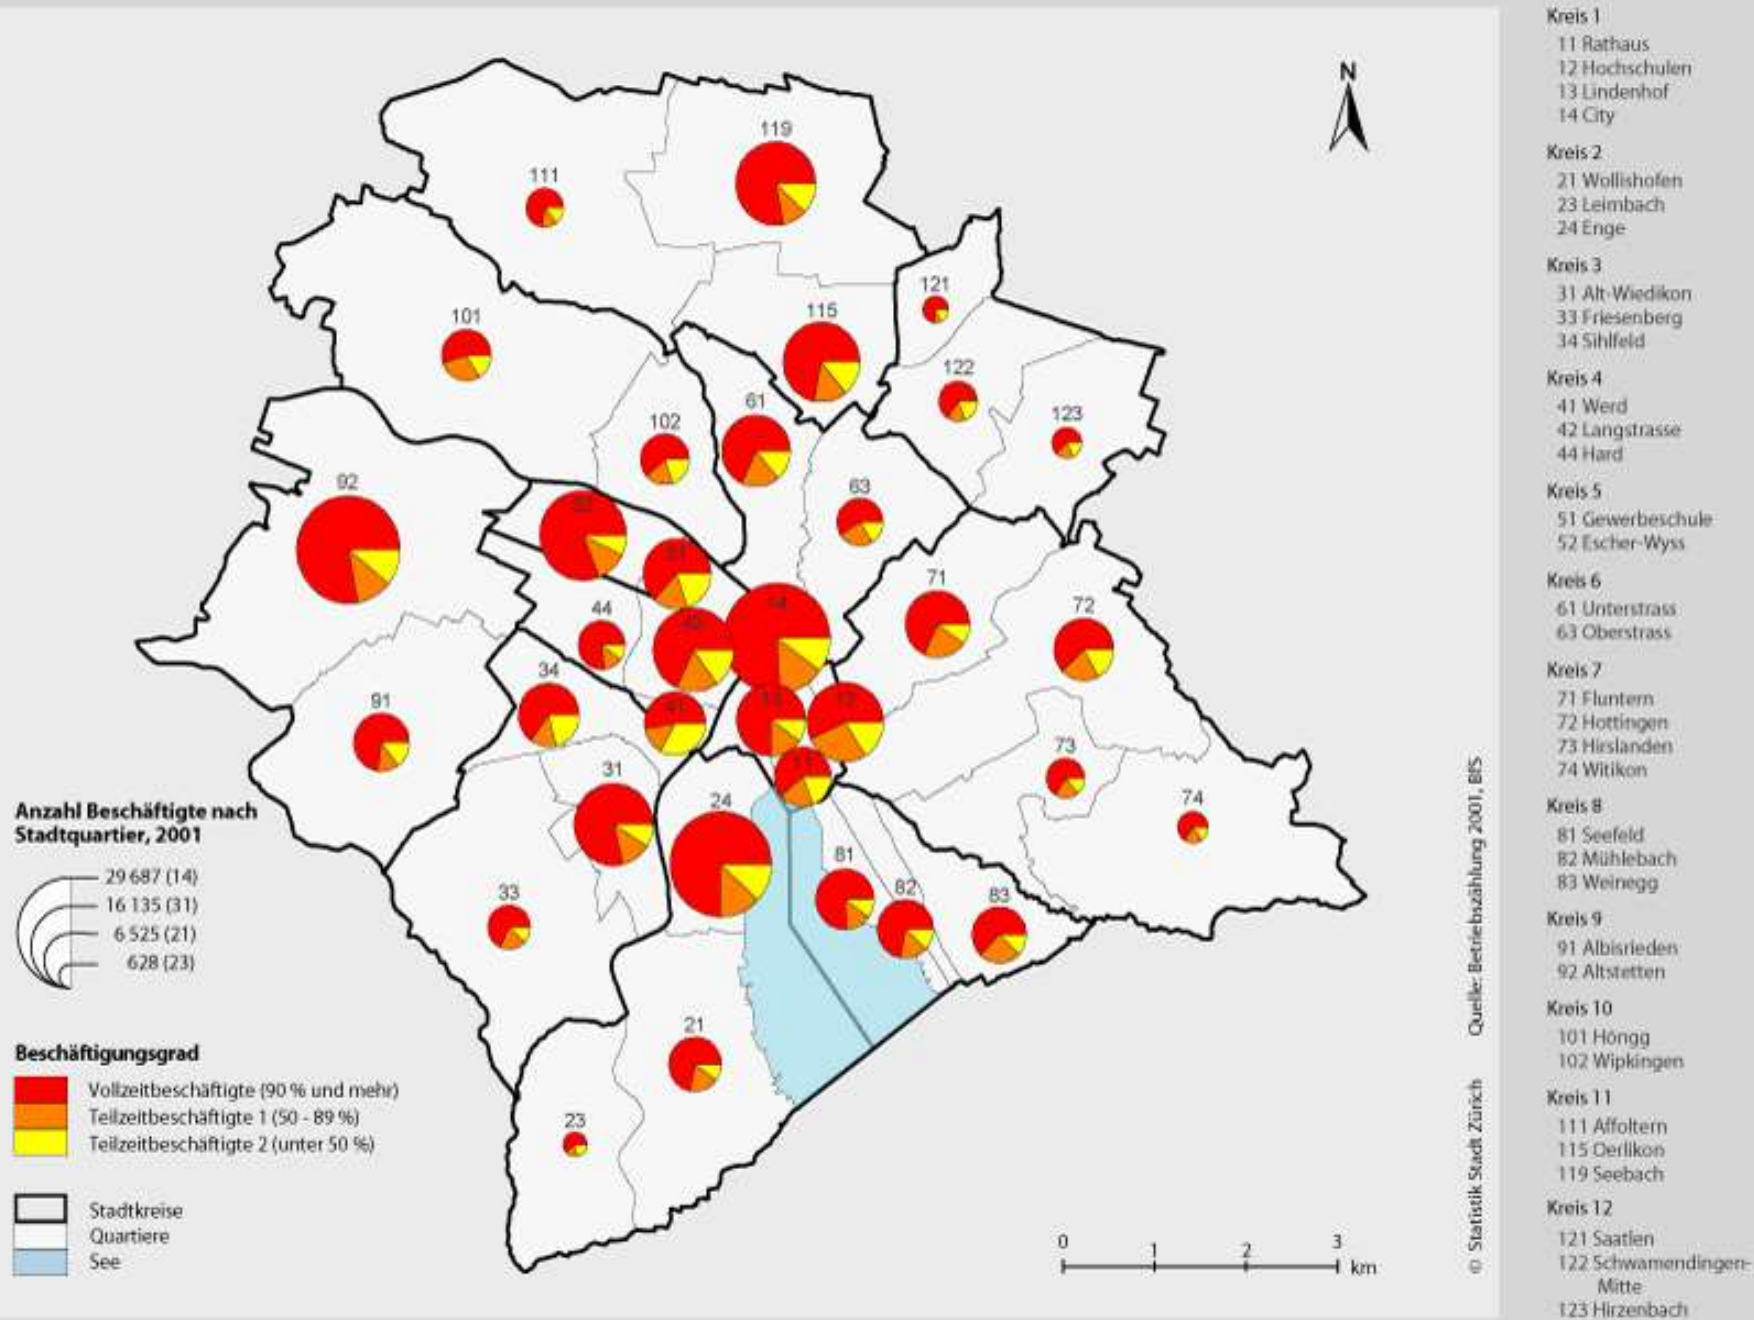 119
111
121
115
101
122
61
102
123
92
63
52
51
71
44
72
14
42
34
91
13
12
41
73
11
31
24
74
81
82
33
83
21
23
N
Anzahl Beschäftigte nach
Stadtquartier, 2001
29 687 (14)
16 135 (31)
6 525 (21)
628 (23)
Beschäftigungsgrad
Vollzeitbeschäftigte (90 % und mehr)
Teilzeitbeschäftigte 1 (50 - 89 %)
Teilzeitbeschäftigte 2 (unter 50 %)
Stadtkreise
Quartiere
See
0 1 2 3 km
© Statistik Stadt Zürich Quelle: Betriebszählung 2001, BfS
Kreis 1
11 Rathaus
12 Hochschulen
13 Lindenhof
14 City
Kreis 2
21 Wollishofen
23 Leimbach
24 Enge
Kreis 3
31 Alt-Wiedikon
33 Friesenberg
34 Sihlfeld
Kreis 4
41 Werd
42 Langstrasse
44 Hard
Kreis 5
51 Gewerbeschule
52 Escher-Wyss
Kreis 6
61 Unterstrass
63 Oberstrass
Kreis 7
71 Fluntern
72 Hottingen
73 Hirslanden
74 Witikon
Kreis 8
81 Seefeld
82 Mühlebach
83 Weinegg
Kreis 9
91 Albisrieden
92 Altstetten
Kreis 10
101 Höngg
102 Wipkingen
Kreis 11
111 Affoltern
115 Oerlikon
119 Seebach
Kreis 12
121 Saatlen
122 Schwamendingen-
Mitte
123 Hirzenbach